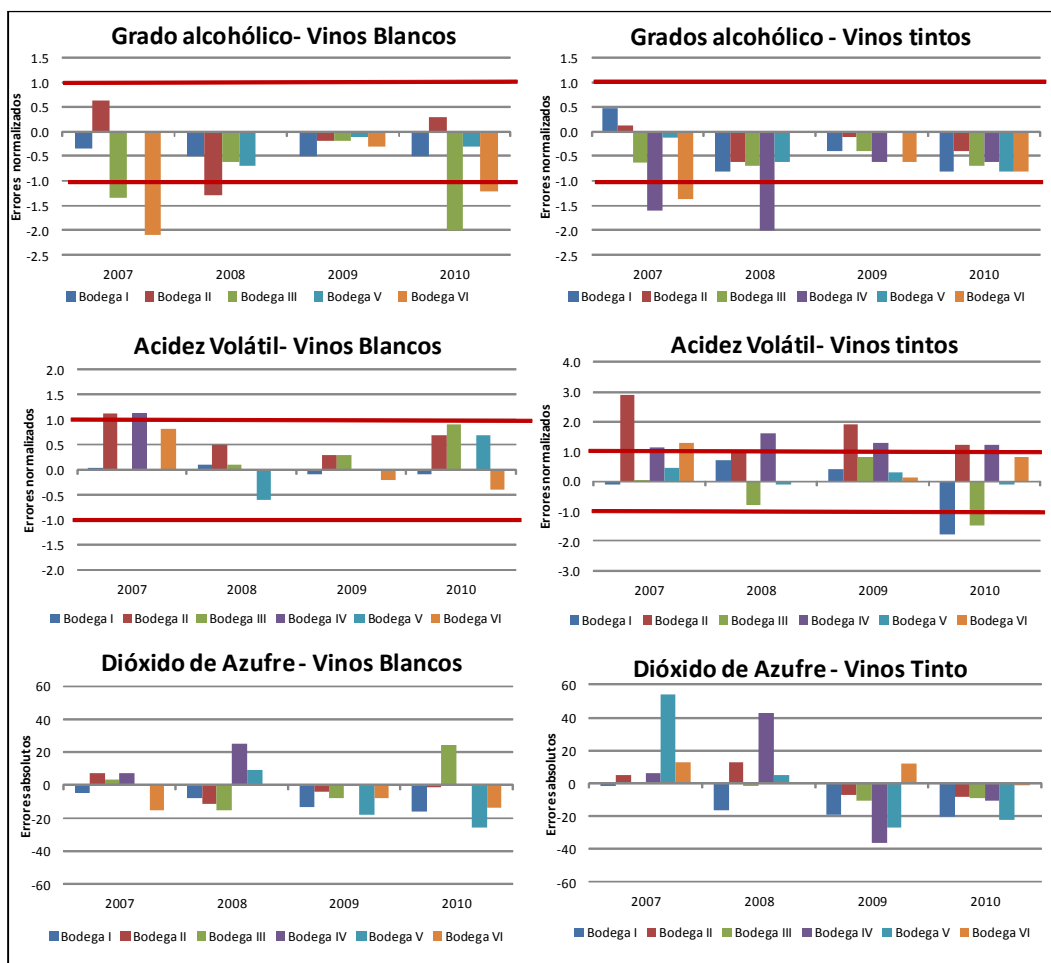 Grado alcohólico- Vinos Blancos
Errores normalizados
1.5
1.0
0.5
0.0
-0.5
-1.0
-1.5
-2.0
-2.5
2007 2008 2009 2010
Bodega I Bodega II Bodega III Bodega V Bodega VI
Grados alcohólico - Vinos tintos
Errores normalizados
1.5
1.0
0.5
0.0
-0.5
-1.0
-1.5
-2.0
-2.5
2007 2008 2009 2010
Bodega I Bodega II Bodega III Bodega IV Bodega V Bodega VI
Acidez Volátil- Vinos Blancos
Errores normalizados
2.0
1.5
1.0
0.5
0.0
-0.5
-1.0
-1.5
-2.0
2007 2008 2009 2010
Bodega I Bodega II Bodega III Bodega IV Bodega V Bodega VI
Acidez Volátil- Vinos tintos
Errores normalizados
4.0
3.0
2.0
1.0
0.0
-1.0
-2.0
-3.0
2007 2008 2009 2010
Bodega I Bodega II Bodega III Bodega IV Bodega V Bodega VI
Dióxido de Azufre - Vinos Blancos
Errores absolutos
60
40
20
0
-20
-40
-60
2007 2008 2009 2010
Bodega I Bodega II Bodega III Bodega IV Bodega V Bodega VI
Dióxido de Azufre - Vinos Tinto
Errores absolutos
60
40
20
0
-20
-40
-60
2007 2008 2009 2010
Bodega I Bodega II Bodega III Bodega IV Bodega V Bodega VI